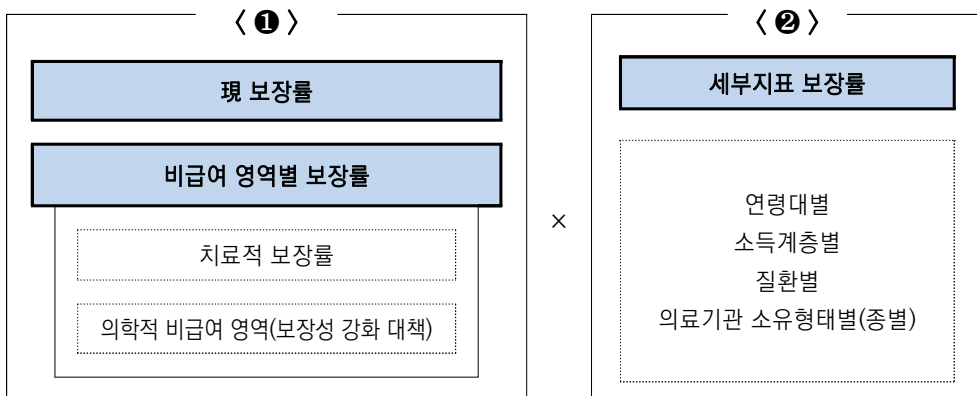 〈 ❶ 〉
現 보장률
비급여 영역별 보장률
치료적 보장률
의학적 비급여 영역(보장성 강화 대책)
×
〈 ❷ 〉
세부지표 보장률
연령대별
소득계층별
질환별
의료기관 소유형태별(종별)